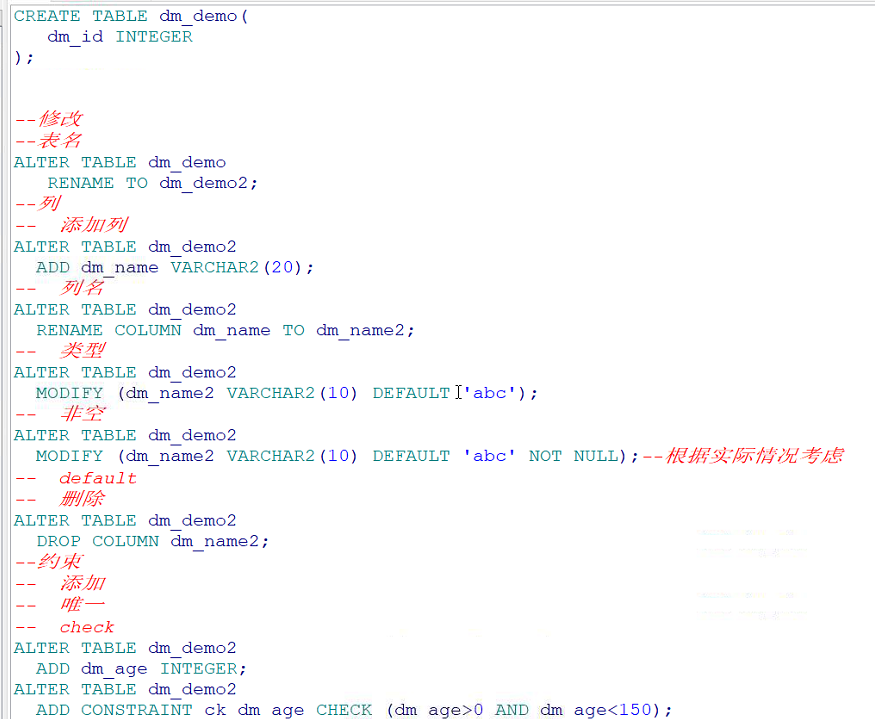 CREATE TABLE dm_demo(
   dm_id INTEGER
);
--修改
--表名
ALTER TABLE dm_demo
   RENAME TO dm_demo2;
--列
--  添加列
ALTER TABLE dm_demo2
  ADD dm_name VARCHAR2(20);
--  列名
ALTER TABLE dm_demo2
  RENAME COLUMN dm_name TO dm_name2;
--  类型
ALTER TABLE dm_demo2
  MODIFY (dm_name2 VARCHAR2(10) DEFAULT 'abc');
--  非空
ALTER TABLE dm_demo2
  MODIFY (dm_name2 VARCHAR2(10) DEFAULT 'abc' NOT NULL);--根据实际情况考虑
--  default
--  删除
ALTER TABLE dm_demo2
  DROP COLUMN dm_name2;
--约束
--  添加
--  唯一
--  check
ALTER TABLE dm_demo2
  ADD dm_age INTEGER;
ALTER TABLE dm_demo2
  ADD CONSTRAINT ck_dm_age CHECK (dm_age>0 AND dm_age<150);